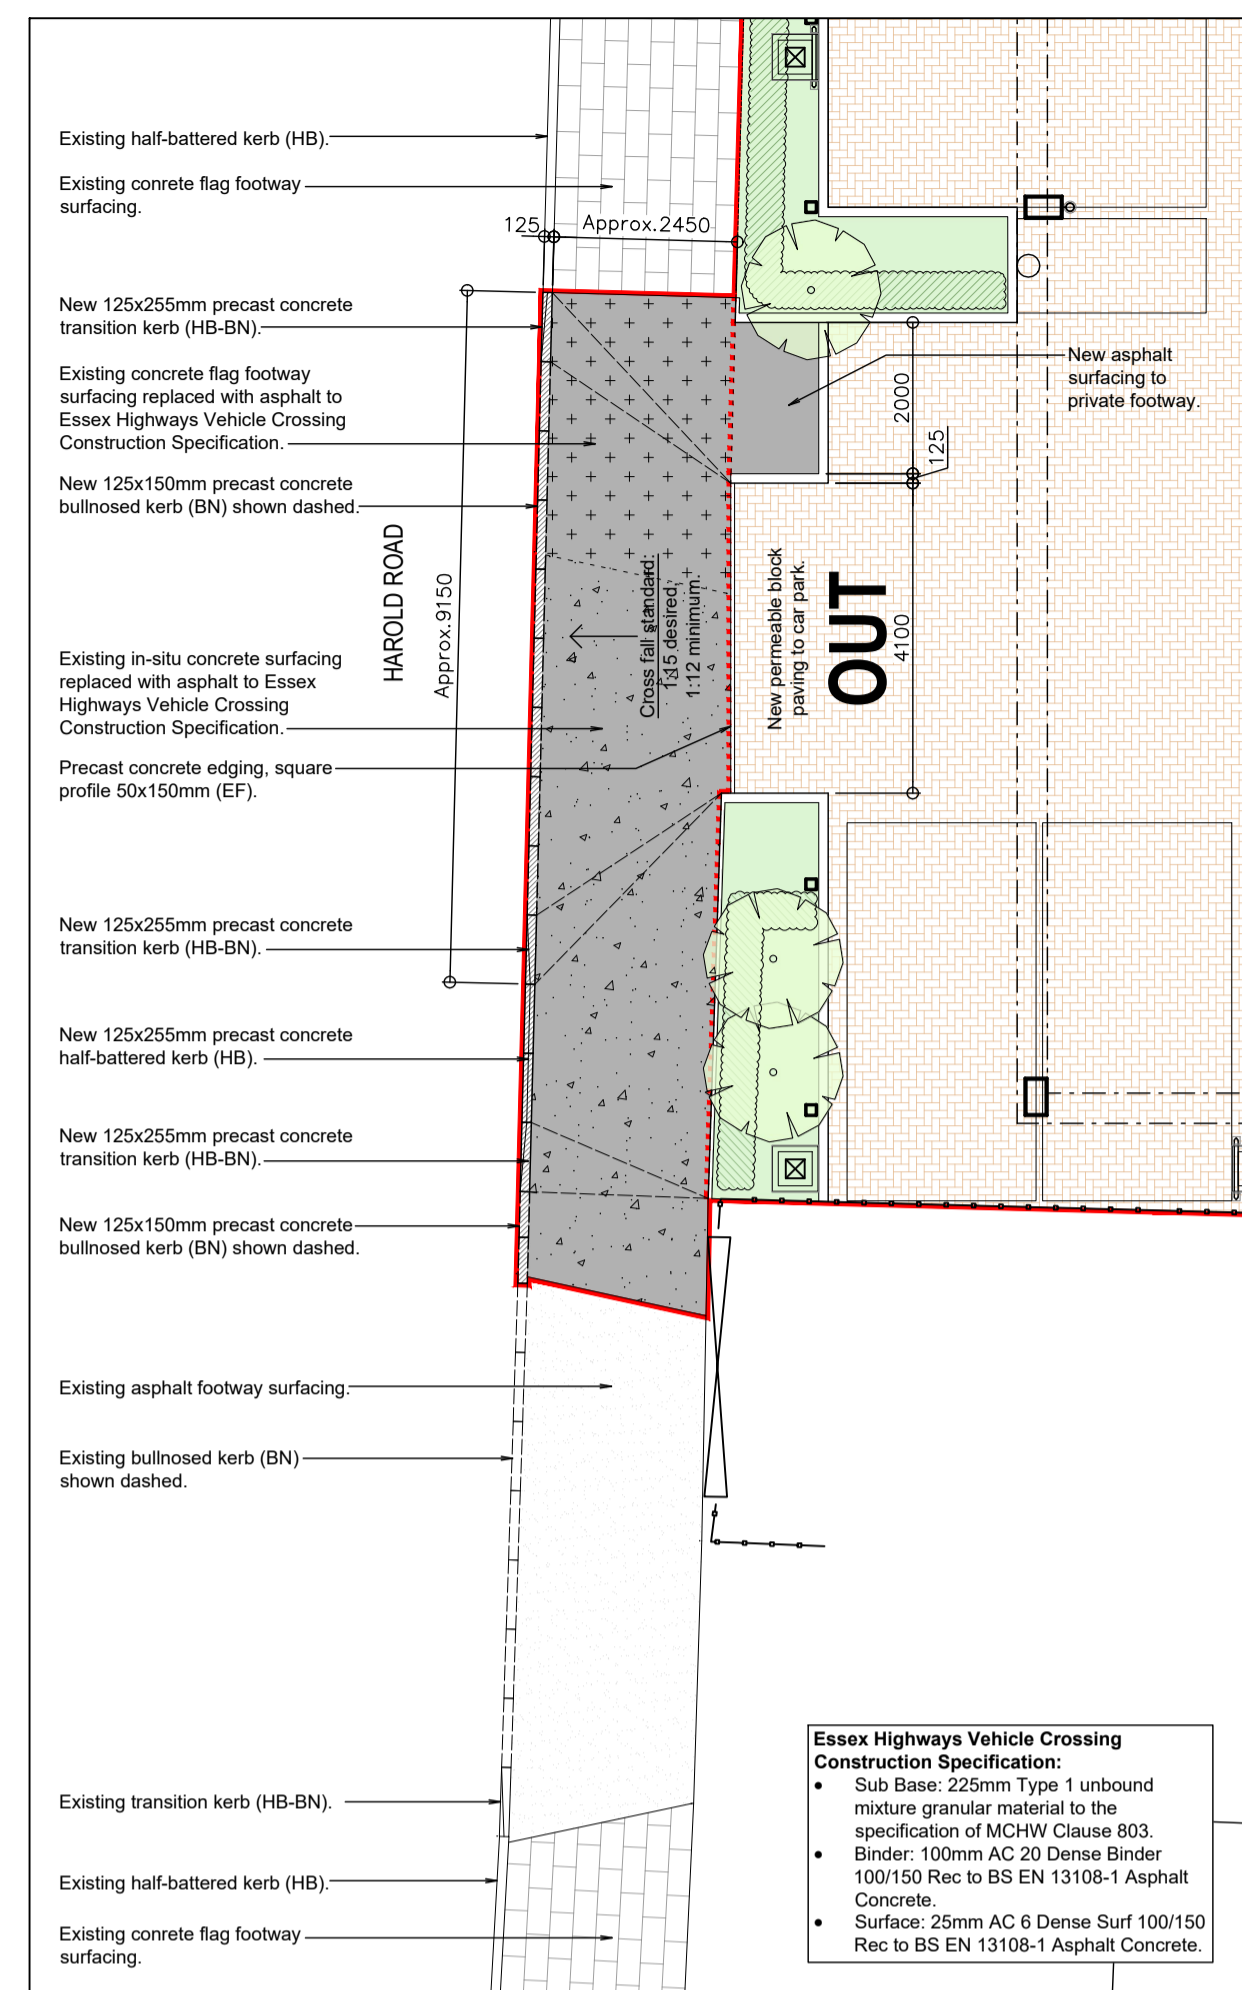 Existing half-battered kerb (HB).
Existing conrete flag footway
surfacing.
125
Approx.2450
New 125x255mm precast concrete
transition kerb (HB-BN).
Existing concrete flag footway
surfacing replaced with asphalt to
Essex Highways Vehicle Crossing
Construction Specification.
New 125x150mm precast concrete
bullnosed kerb (BN) shown dashed.
New asphalt
surfacing to
private footway.
2000
125
HAROLD ROAD
Approx.9150
Cross fall standard:
1:15 desired,
1:12 minimum.
New permeable block
paving to car park.
OUT
4100
Existing in-situ concrete surfacing
replaced with asphalt to Essex
Highways Vehicle Crossing
Construction Specification.
Precast concrete edging, square
profile 50x150mm (EF).
New 125x255mm precast concrete
transition kerb (HB-BN).
New 125x255mm precast concrete
half-battered kerb (HB).
New 125x255mm precast concrete
transition kerb (HB-BN).
New 125x150mm precast concrete
bullnosed kerb (BN) shown dashed.
Existing asphalt footway surfacing.
Existing bullnosed kerb (BN)
shown dashed.
Existing transition kerb (HB-BN).
Existing half-battered kerb (HB).
Existing conrete flag footway
surfacing.
Essex Highways Vehicle Crossing
Construction Specification:
• Sub Base: 225mm Type 1 unbound
mixture granular material to the
specification of MCHW Clause 803.
• Binder: 100mm AC 20 Dense Binder
100/150 Rec to BS EN 13108-1 Asphalt
Concrete.
• Surface: 25mm AC 6 Dense Surf 100/150
Rec to BS EN 13108-1 Asphalt Concrete.